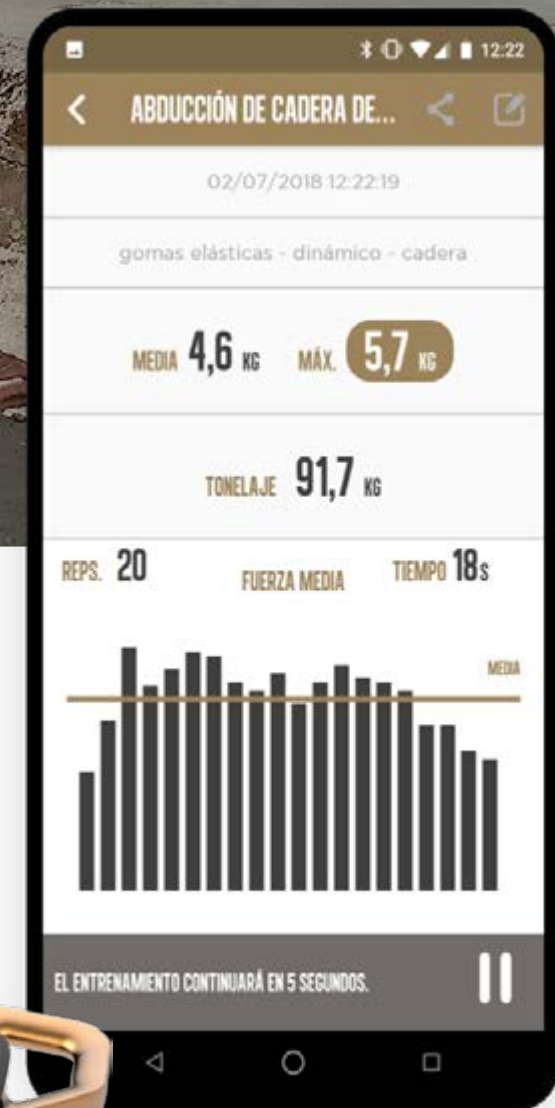 12:22
ABDUCCIÓN DE CADERA DE...
02/07/2018 12:22:19
gomas elásticas - dinámico - cadera
MEDIA 4,6 KG MÁX. 5,7 KG
TONELAJE 91,7 KG
REPS. 20 FUERZA MEDIA TIEMPO 18s
MEDIA
EL ENTRENAMIENTO CONTINUARÁ EN 5 SEGUNDOS.